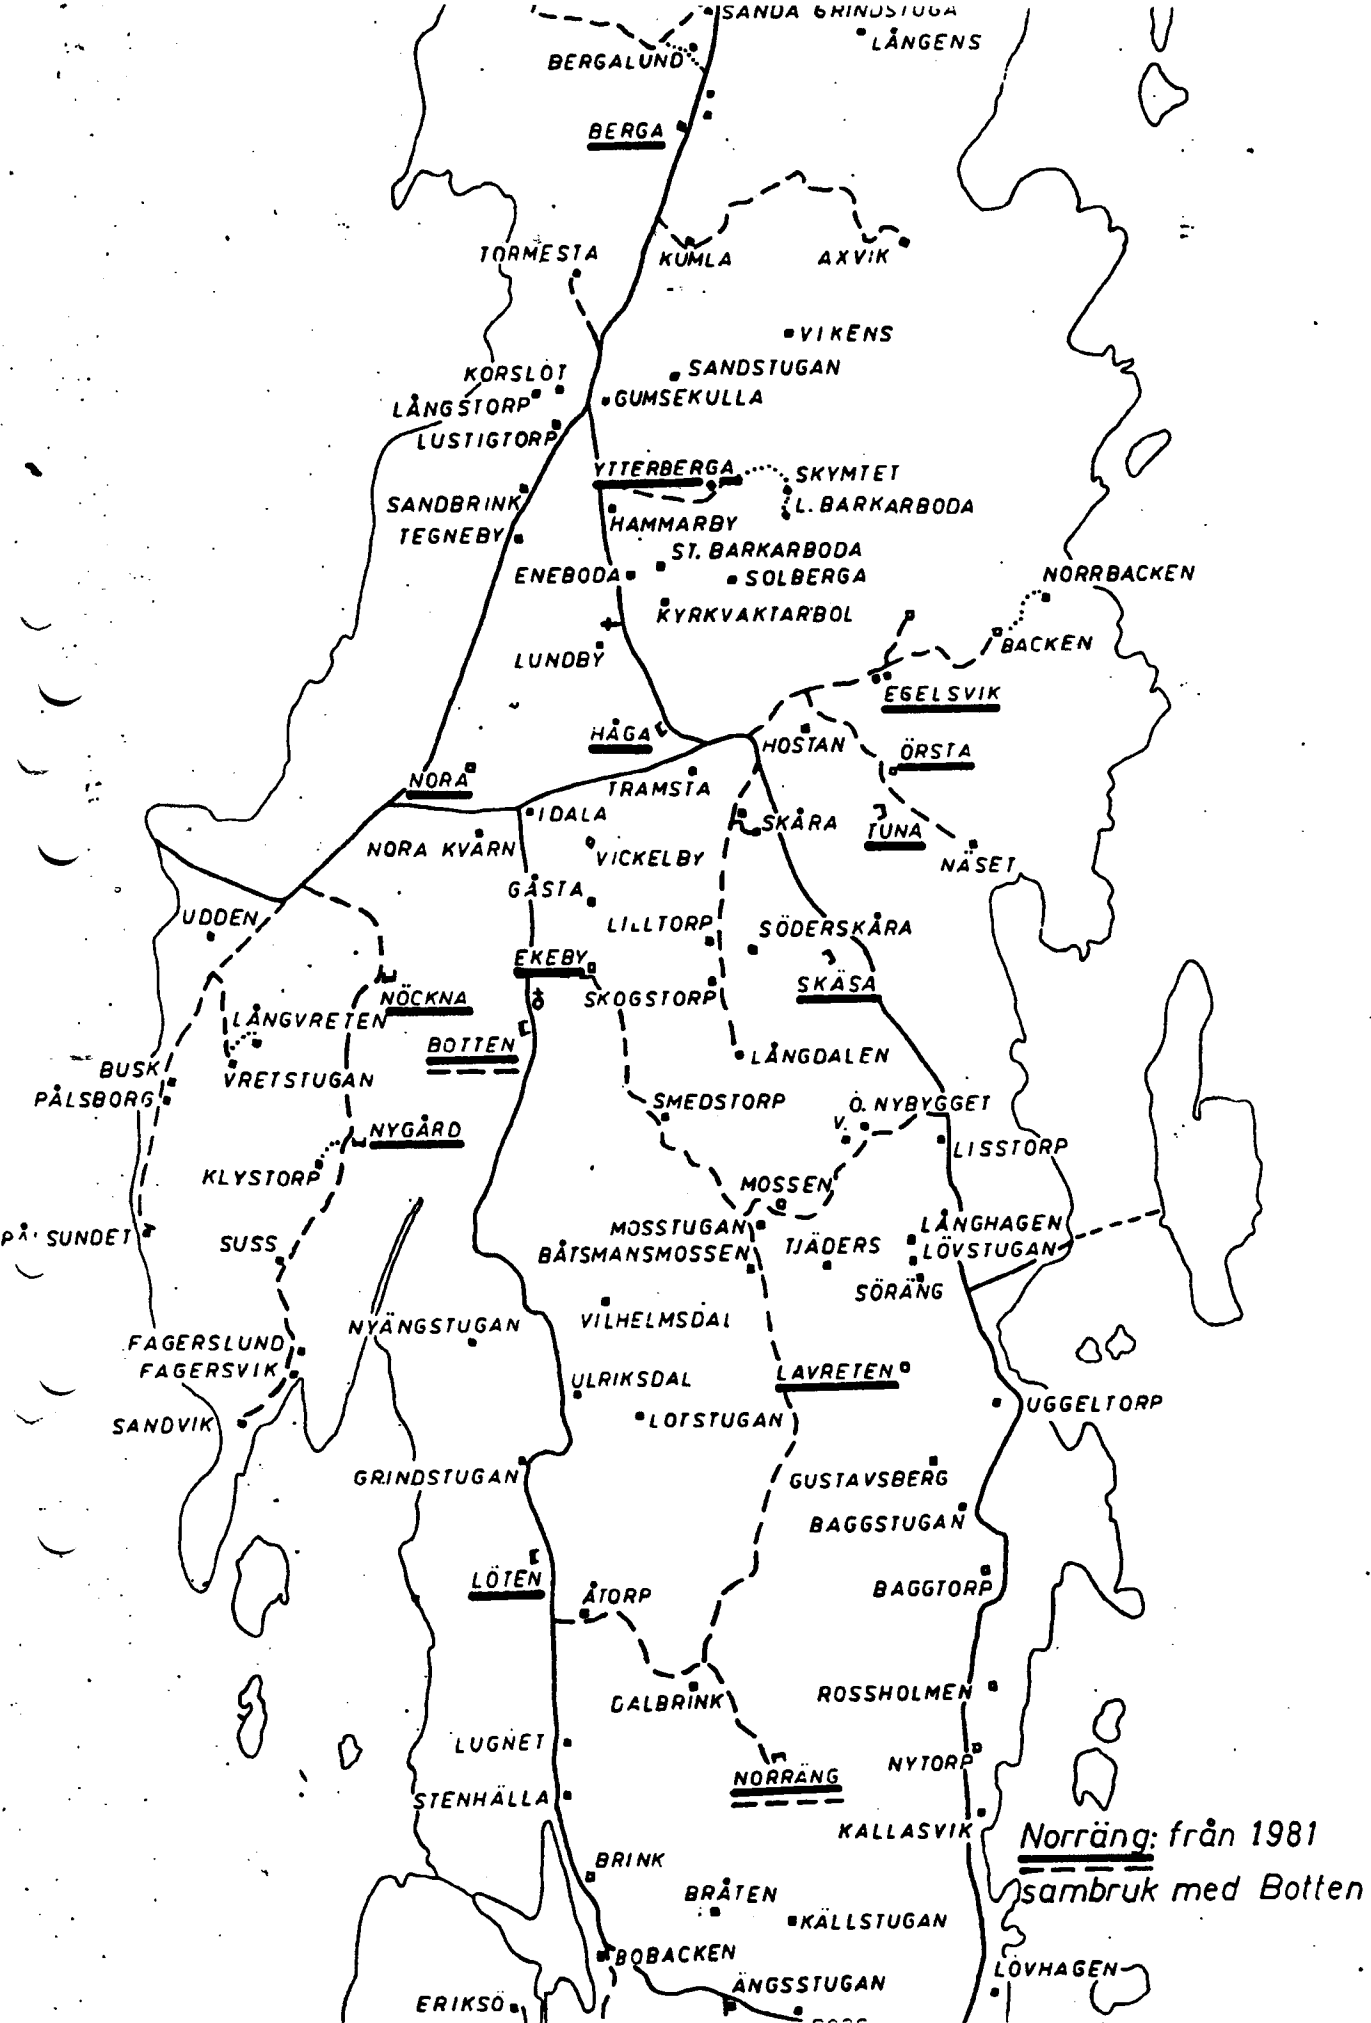 SANDA GRINDSTUGA
LÅNGENS
BERGALUND
BERGA
TORMESTA
KUMLA
AXVIK
VIKENS
KORSLÖT
SANDSTUGAN
LÅNGSTORP
GUMSEKULLA
LUSTIGTORP
YTTERBERGA
SKYMTET
SANDBRINK
L. BARKARBODA
HAMMARBY
TEGNEBY
ST. BARKARBODA
ENEBODA
SOLBERGA
NORRBACKEN
KYRKVAKTARBOL
BACKEN
LUNDBY
EGELSVIK
HÅGA
HOSTAN
ÖRSTA
NORA
TRAMSTA
IDALA
SKÅRA
TUNA
NORA KVARN
VICKELBY
NÄSET
GÅSTA
UDDEN
LILLTORP
SÖDERSKÅRA
EKEBY
SKÄSA
NÖCKNA
SKOGSTORP
LÅNGVRETEN
BOTTEN
LÅNGDALEN
BUSK
VRETSTUGAN
PÅLSBORG
SMEDSTORP
Ö. NYBYGGET
V.
NYGÅRD
LISSTORP
KLYSTORP
MOSSEN
MOSSTUGAN
LÅNGHAGEN
PÅLSUNDET
SUSS
BÅTSMANSMOSSEN
TJÄDERS
LÖVSTUGAN
SÖRÄNG
NYÄNGSTUGAN
VILHELMSDAL
FAGERSLUND
FAGERSVIK
ULRIKSDAL
LAVRETEN
UGGELTORP
SANDVIK
LOTSTUGAN
GRINDSTUGAN
GUSTAVSBERG
BAGGSTUGAN
LÖTEN
BAGGTORP
ÅTORP
DALBRINK
ROSSHOLMEN
LUGNET
NYTORP
NORRÄNG
STENHÄLLA
KALLASVIK
Norräng: från 1981
sambruk med Botten
BRINK
BRÅTEN
KÄLLSTUGAN
BOBACKEN
LÖVHAGEN
ÄNGSSTUGAN
ERIKSÖ